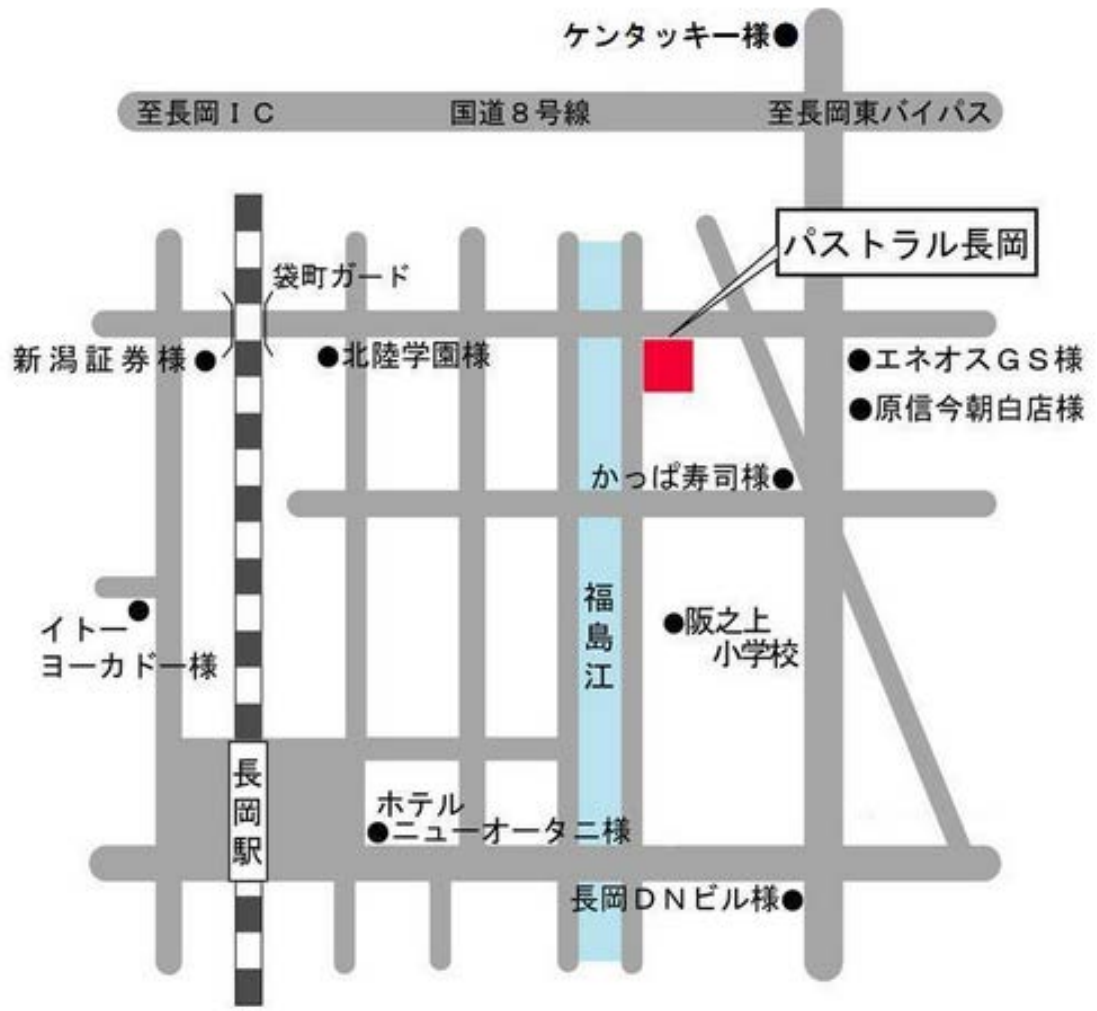 ケンタッキー様●
至長岡ＩＣ
国道８号線
至長岡東バイパス
パストラル長岡
袋町ガード
新潟証券様●
●北陸学園様
●エネオスＧＳ様
●原信今朝白店様
かっぱ寿司様●
福島江
イトー
ヨーカドー様
●阪之上
小学校
長岡駅
ホテル
●ニューオータニ様
長岡ＤＮビル様●